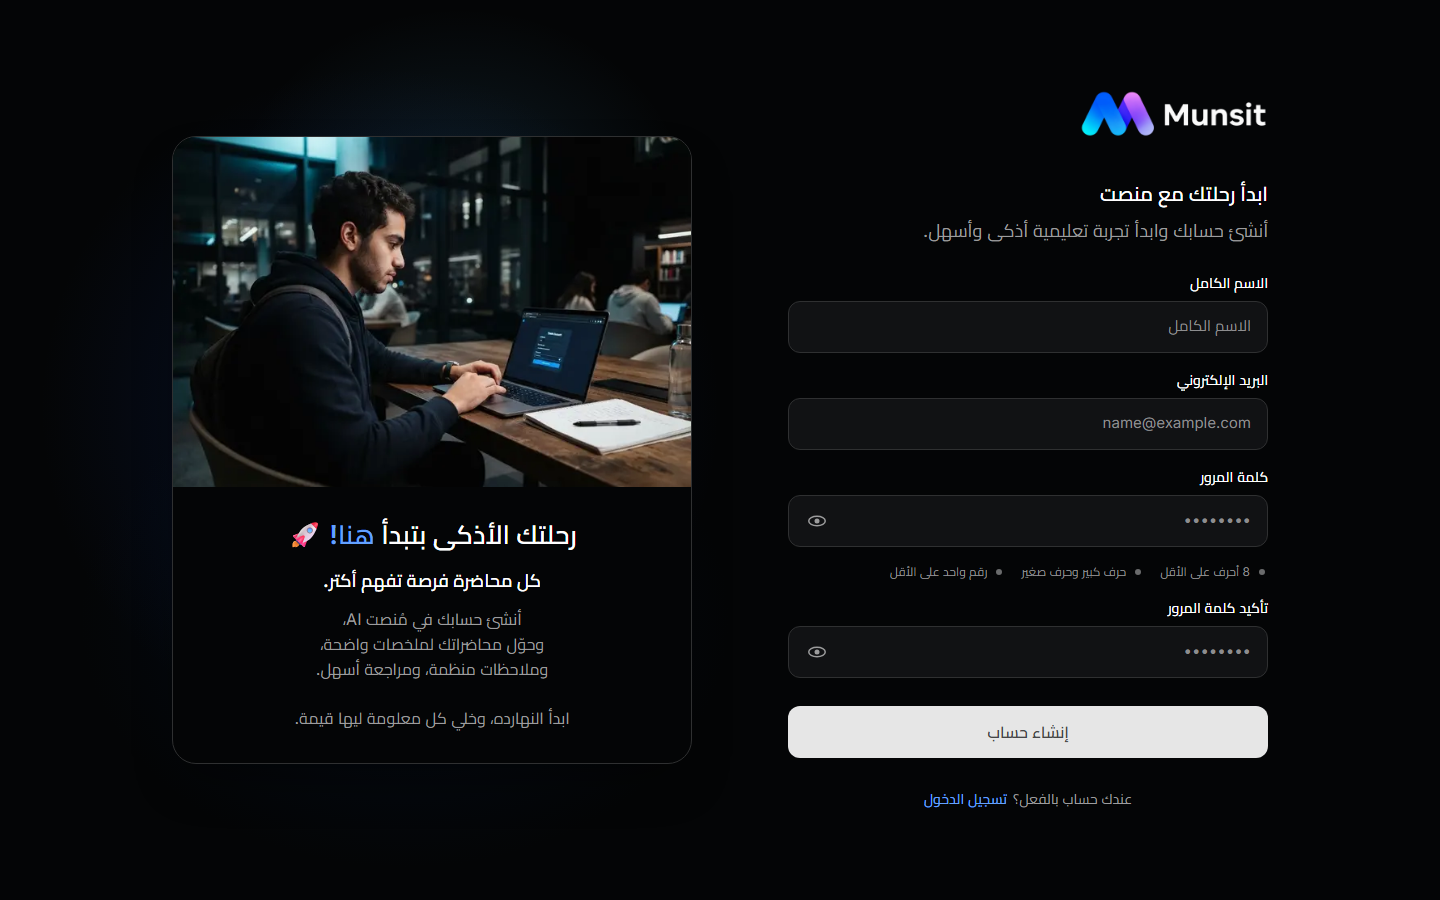 Munsit
ابدأ رحلتك مع منصت
أنشئ حسابك وابدأ تجربة تعليمية أذكى وأسهل.
الاسم الكامل
الاسم الكامل
البريد الإلكتروني
name@example.com
كلمة المرور
••••••••
8 أحرف على الأقل
حرف كبير وحرف صغير
رقم واحد على الأقل
تأكيد كلمة المرور
••••••••
إنشاء حساب
عندك حساب بالفعل؟ تسجيل الدخول
رحلتك الأذكى بتبدأ هنا! 🚀
كل محاضرة فرصة تفهم أكتر.
أنشئ حسابك في مُنصت AI،
وحوّل محاضراتك لملخصات واضحة،
وملاحظات منظمة، ومراجعة أسهل.
ابدأ النهارده، وخلي كل معلومة ليها قيمة.